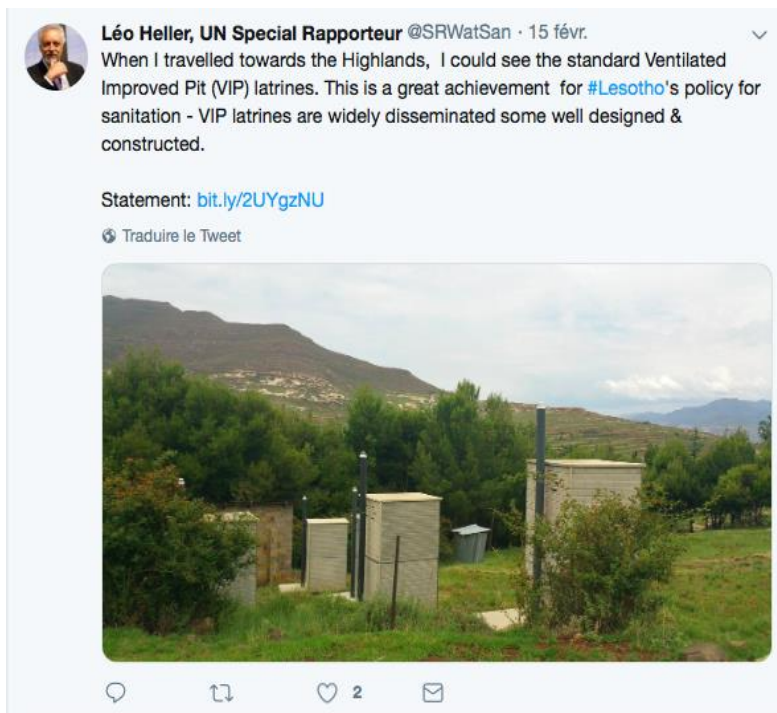 Léo Heller, UN Special Rapporteur @SRWatSan · 15 févr.
When I travelled towards the Highlands, I could see the standard Ventilated
Improved Pit (VIP) latrines. This is a great achievement for #Lesotho's policy for
sanitation - VIP latrines are widely disseminated some well designed &
constructed.
Statement: bit.ly/2UYgzNU
Traduire le Tweet
2